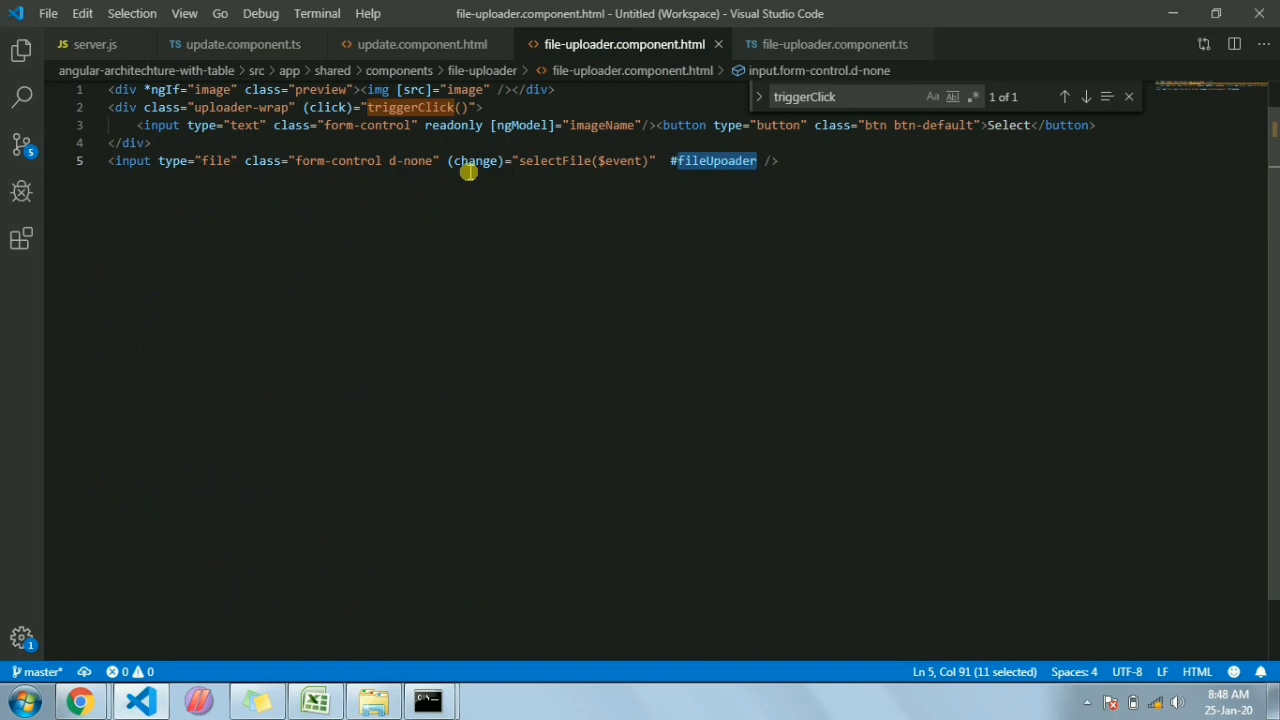 File Edit Selection View Go Debug Terminal Help file-uploader.component.html - Untitled (Workspace) - Visual Studio Code
JS server.js TS update.component.ts <> update.component.html <> file-uploader.component.html TS file-uploader.component.ts
angular-architechture-with-table > src > app > shared > components > file-uploader > <> file-uploader.component.html > input.form-control.d-none
triggerClick Aa Abl .* 1 of 1
1 <div *ngIf="image" class="preview"><img [src]="image" /></div>
2 <div class="uploader-wrap" (click)="triggerClick()">
3 <input type="text" class="form-control" readonly [ngModel]="imageName"/><button type="button" class="btn btn-default">Select</button>
4 </div>
5 <input type="file" class="form-control d-none" (change)="selectFile($event)" #fileUpoader />
5
1
master* 0 0 Ln 5, Col 91 (11 selected) Spaces: 4 UTF-8 LF HTML
8:48 AM
25-Jan-20